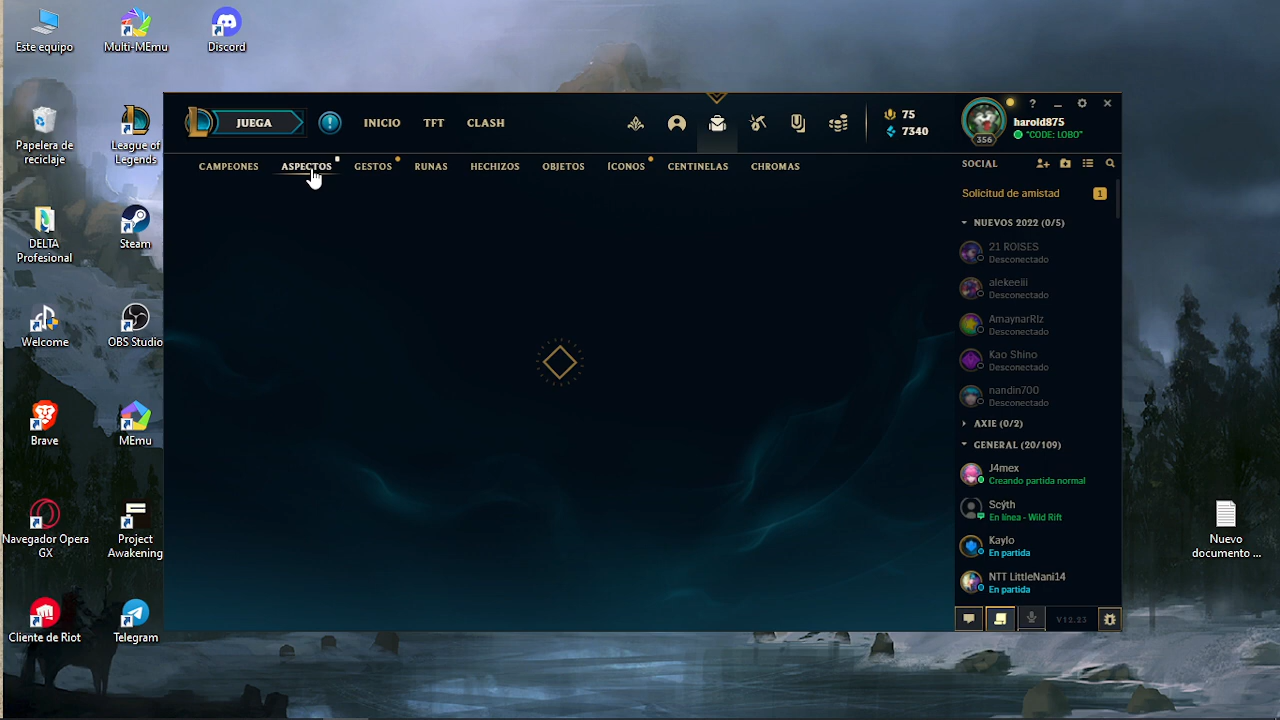 Este equipo
Multi-MEmu
Discord
Papelera de
reciclaje
League of
Legends
DELTA
Profesional
Steam
Welcome
OBS Studio
Brave
MEmu
Navegador Opera
GX
Project
Awakening
Cliente de Riot
Telegram
JUEGA
INICIO
TFT
CLASH
75
7340
356
?
harold875
"CODE: LOBO"
CAMPEONES
ASPECTOS
GESTOS
RUNAS
HECHIZOS
OBJETOS
ÍCONOS
CENTINELAS
CHROMAS
SOCIAL
Solicitud de amistad
1
NUEVOS 2022 (0/5)
21 ROISES
Desconectado
alekeeiii
Desconectado
AmaynarRlz
Desconectado
Kao Shino
Desconectado
nandin700
Desconectado
AXIE (0/2)
GENERAL (20/109)
J4mex
Creando partida normal
Scýth
En línea - Wild Rift
Kaylo
En partida
NTT LittleNani14
En partida
V12.23
Nuevo
documento ...